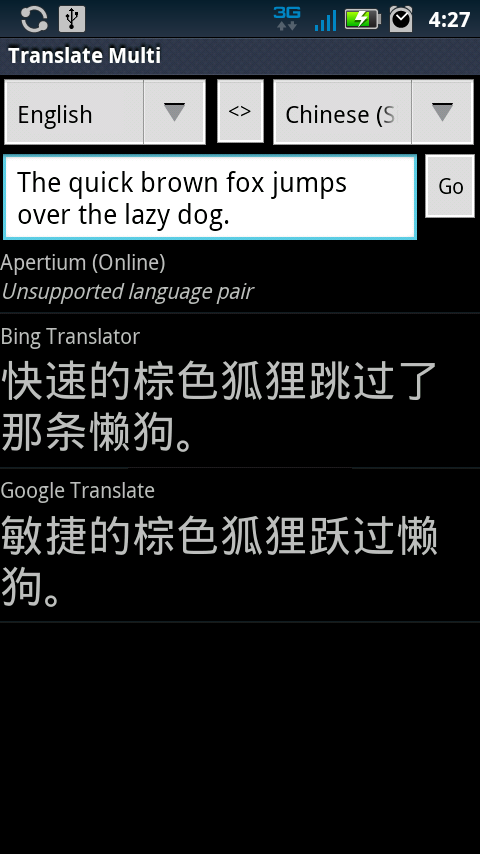 3G 4:27
Translate Multi
English <> Chinese (S
The quick brown fox jumps
over the lazy dog.
Go
Apertium (Online)
Unsupported language pair
Bing Translator
快速的棕色狐狸跳过了
那条懒狗。
Google Translate
敏捷的棕色狐狸跃过懒
狗。